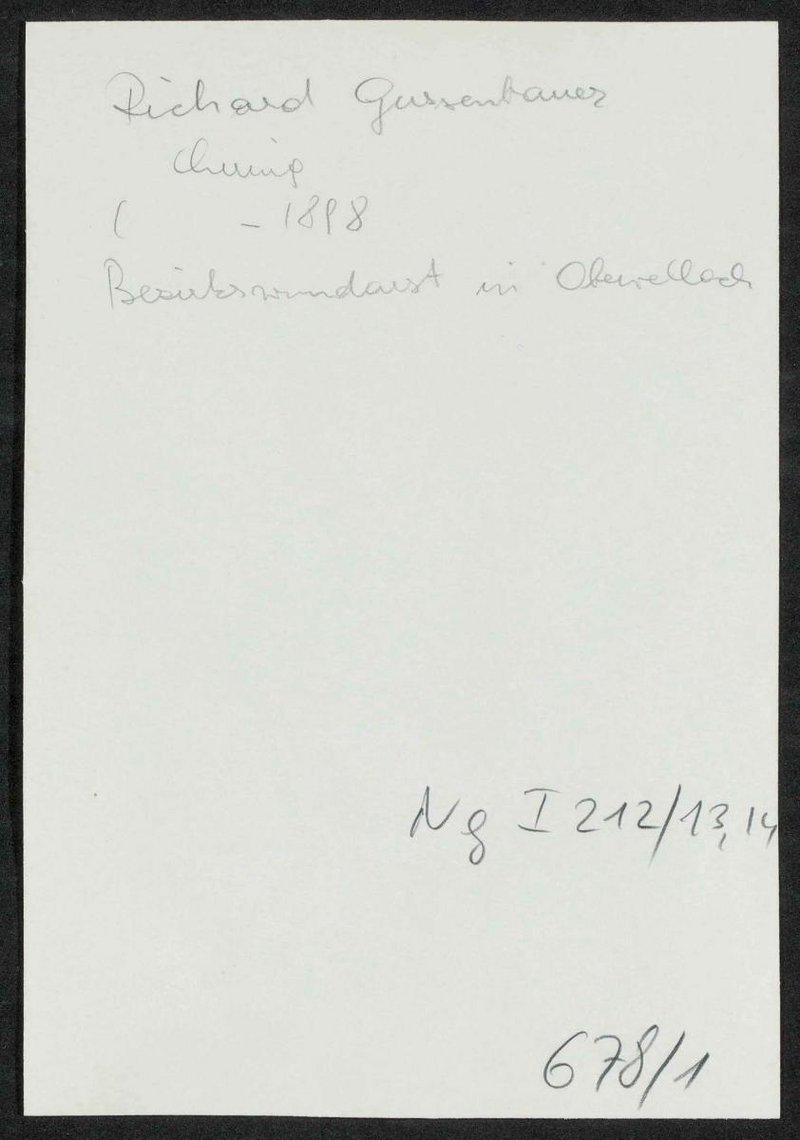 Richard Gussenbauer
Chirurg
( - 1898
Bezirkswundarzt in Obervellach
Ng I 212/13, 14
678/1